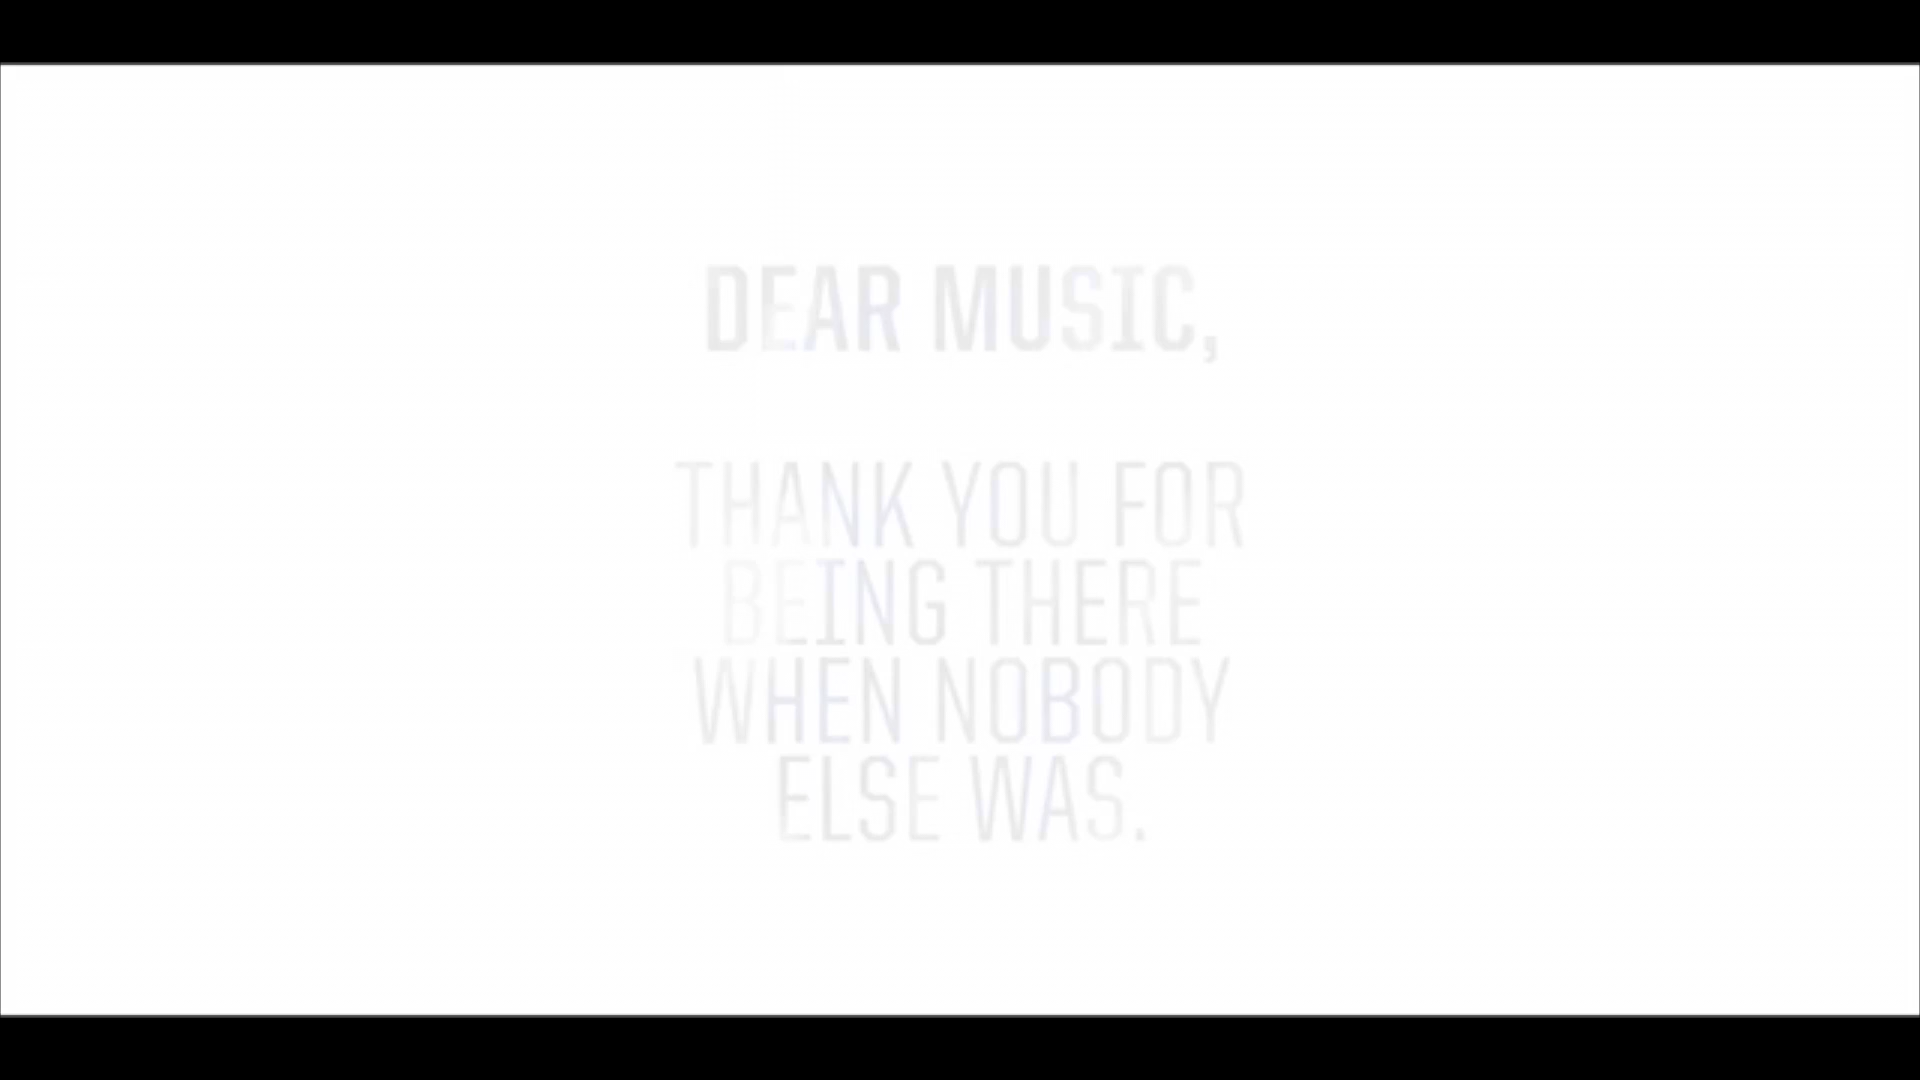 DEAR MUSIC,
THANK YOU FOR
BEING THERE
WHEN NOBODY
ELSE WAS.